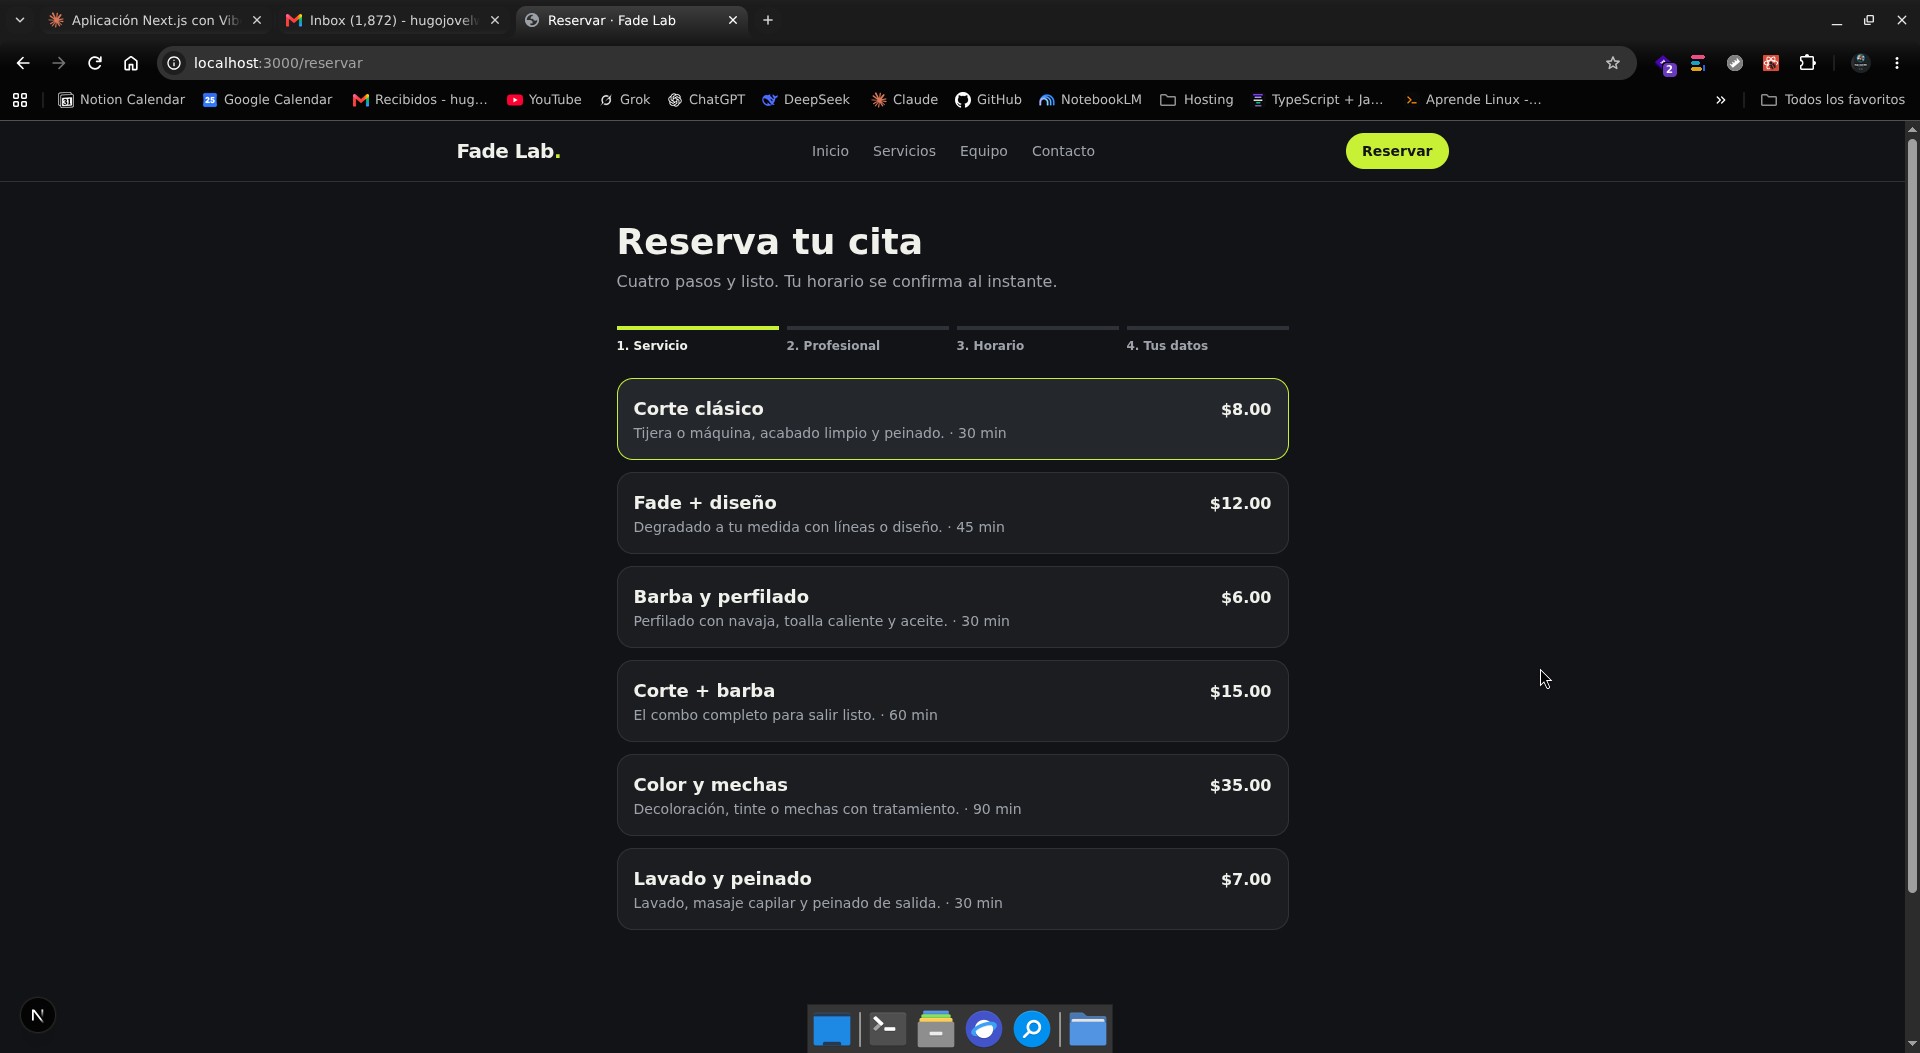 Aplicación Next.js con Vib
Inbox (1,872) - hugojovel
Reservar · Fade Lab
localhost:3000/reservar
2
Notion Calendar
Google Calendar
Recibidos - hug...
YouTube
Grok
ChatGPT
DeepSeek
Claude
GitHub
NotebookLM
Hosting
TypeScript + Ja...
Aprende Linux -...
Todos los favoritos
Fade Lab.
Inicio
Servicios
Equipo
Contacto
Reservar
Reserva tu cita
Cuatro pasos y listo. Tu horario se confirma al instante.
1. Servicio
2. Profesional
3. Horario
4. Tus datos
Corte clásico
$8.00
Tijera o máquina, acabado limpio y peinado. · 30 min
Fade + diseño
$12.00
Degradado a tu medida con líneas o diseño. · 45 min
Barba y perfilado
$6.00
Perfilado con navaja, toalla caliente y aceite. · 30 min
Corte + barba
$15.00
El combo completo para salir listo. · 60 min
Color y mechas
$35.00
Decoloración, tinte o mechas con tratamiento. · 90 min
Lavado y peinado
$7.00
Lavado, masaje capilar y peinado de salida. · 30 min
N